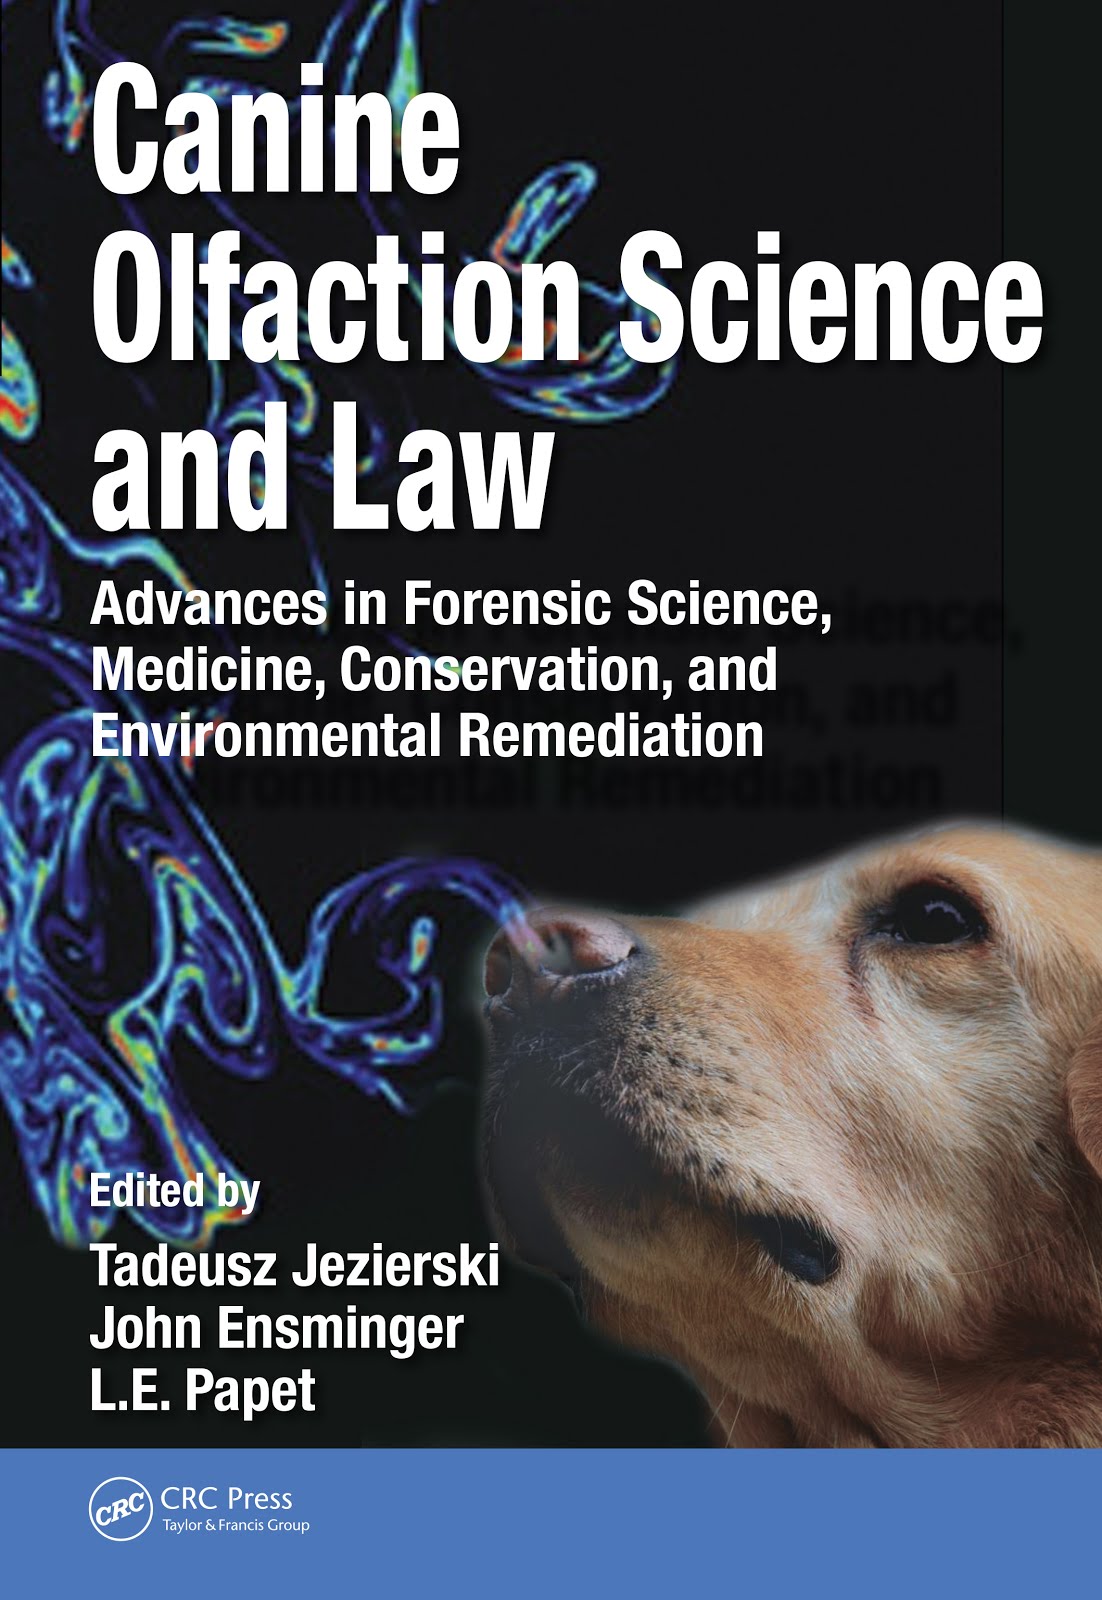 Canine
Olfaction Science
and Law
Advances in Forensic Science,
Medicine, Conservation, and
Environmental Remediation
Edited by
Tadeusz Jezierski
John Ensminger
L.E. Papet
CRC
CRC Press
Taylor & Francis Group